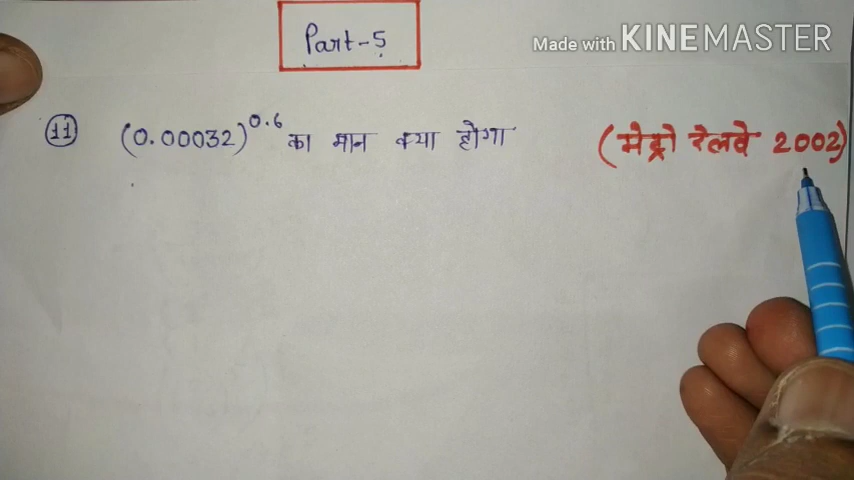 Part-5
Made with KINEMASTER
11 (0.00032)^0.6 का मान क्या होगा (मेट्रो रेलवे 2002)